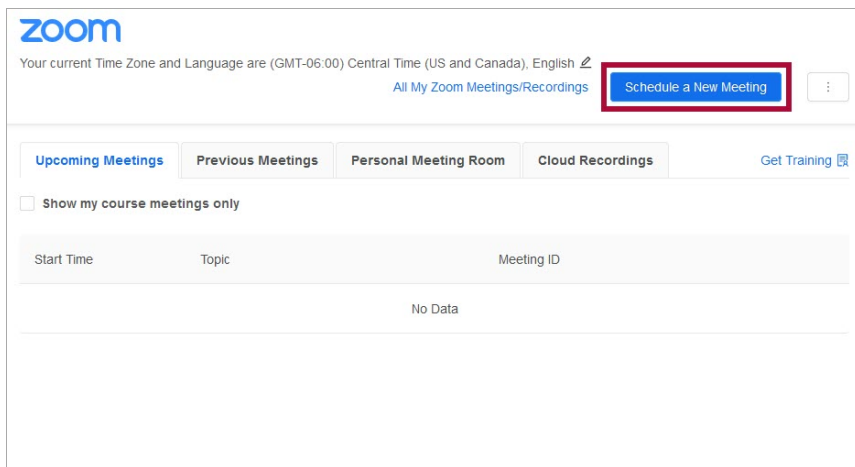 zoom
Your current Time Zone and Language are (GMT-06:00) Central Time (US and Canada), English
All My Zoom Meetings/Recordings
Schedule a New Meeting
Upcoming Meetings
Previous Meetings
Personal Meeting Room
Cloud Recordings
Get Training
Show my course meetings only
Start Time
Topic
Meeting ID
No Data